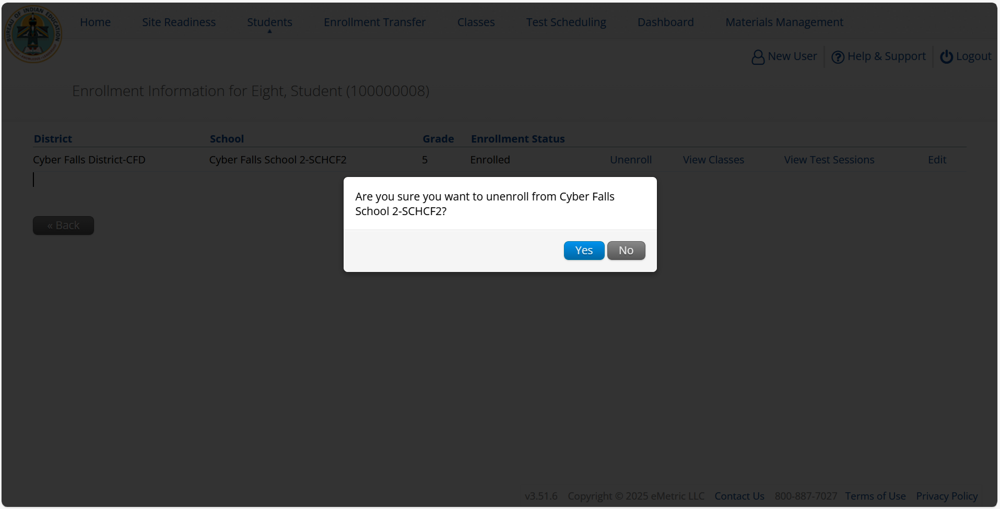 BUREAU OF INDIAN EDUCATION
Home Site Readiness Students Enrollment Transfer Classes Test Scheduling Dashboard Materials Management
New User Help & Support Logout
Enrollment Information for Eight, Student (100000008)
District School Grade Enrollment Status
Cyber Falls District-CFD Cyber Falls School 2-SCHCF2 5 Enrolled Unenroll View Classes View Test Sessions Edit
Are you sure you want to unenroll from Cyber Falls
School 2-SCHCF2?
« Back
Yes No
v3.51.6 Copyright © 2025 eMetric LLC Contact Us 800-887-7027 Terms of Use Privacy Policy